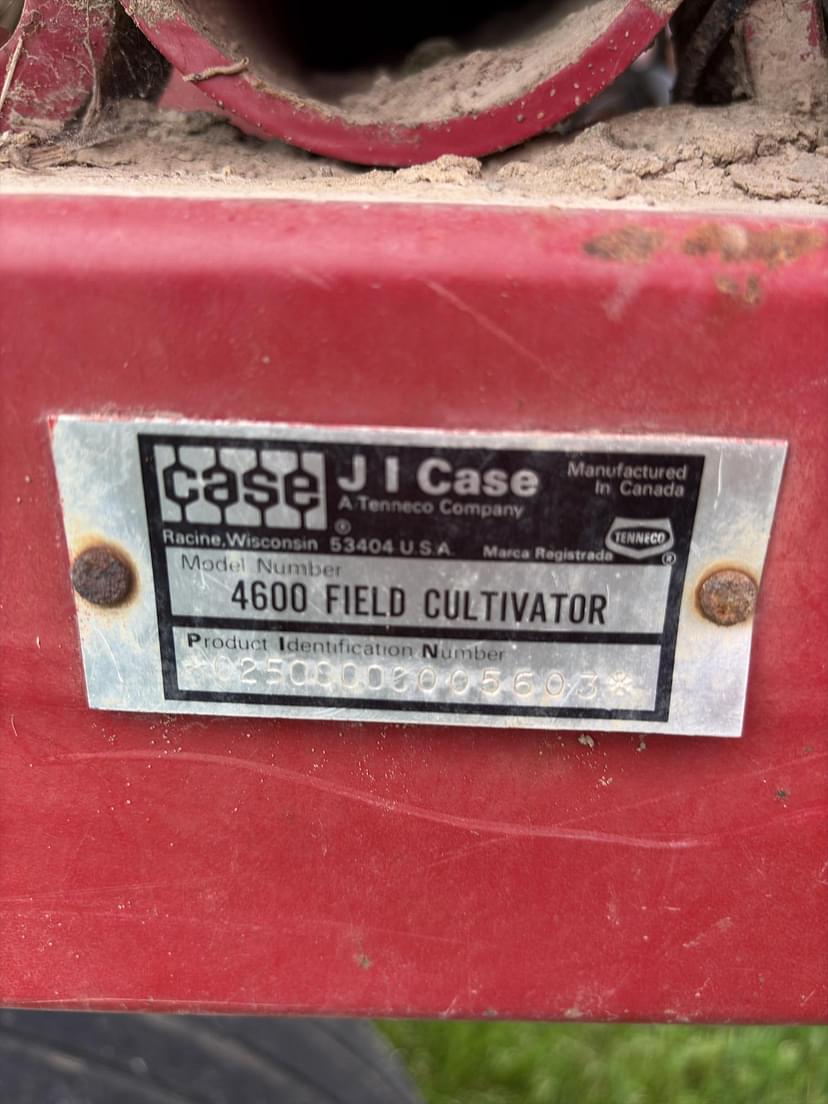 case
J I Case
A Tenneco Company
Manufactured
In Canada
®
Racine, Wisconsin 53404 U.S.A.
Marca Registrada
TENNECO
®
Model Number
4600 FIELD CULTIVATOR
Product Identification Number